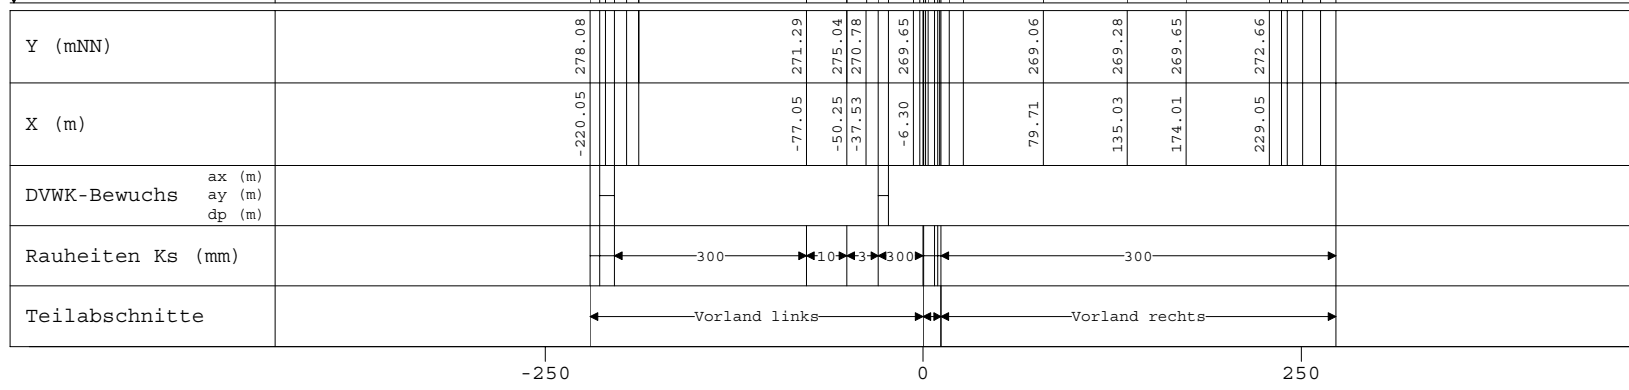 Y (mNN) 278.08 271.29 275.04 270.78 269.65 269.06 269.28 269.65 272.66
X (m) -220.05 -77.05 -50.25 -37.53 -6.30 79.71 135.03 174.01 229.05
ax (m)
DVWK-Bewuchs ay (m)
dp (m)
Rauheiten Ks (mm) 300 10 3 300 300
Teilabschnitte Vorland links Vorland rechts
-250 0 250